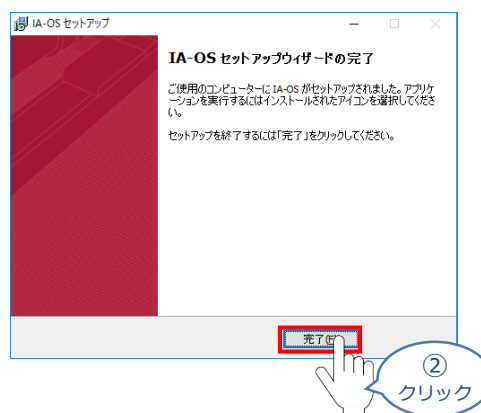 IA-OS セットアップ
IA-OS セットアップウィザードの完了
ご使用のコンピューターに IA-OS がセットアップされました。アプリケ
ーションを実行するにはインストールされたアイコンを選択してくださ
い。
セットアップを終了するには「完了」をクリックしてください。
完了(F)
②
クリック